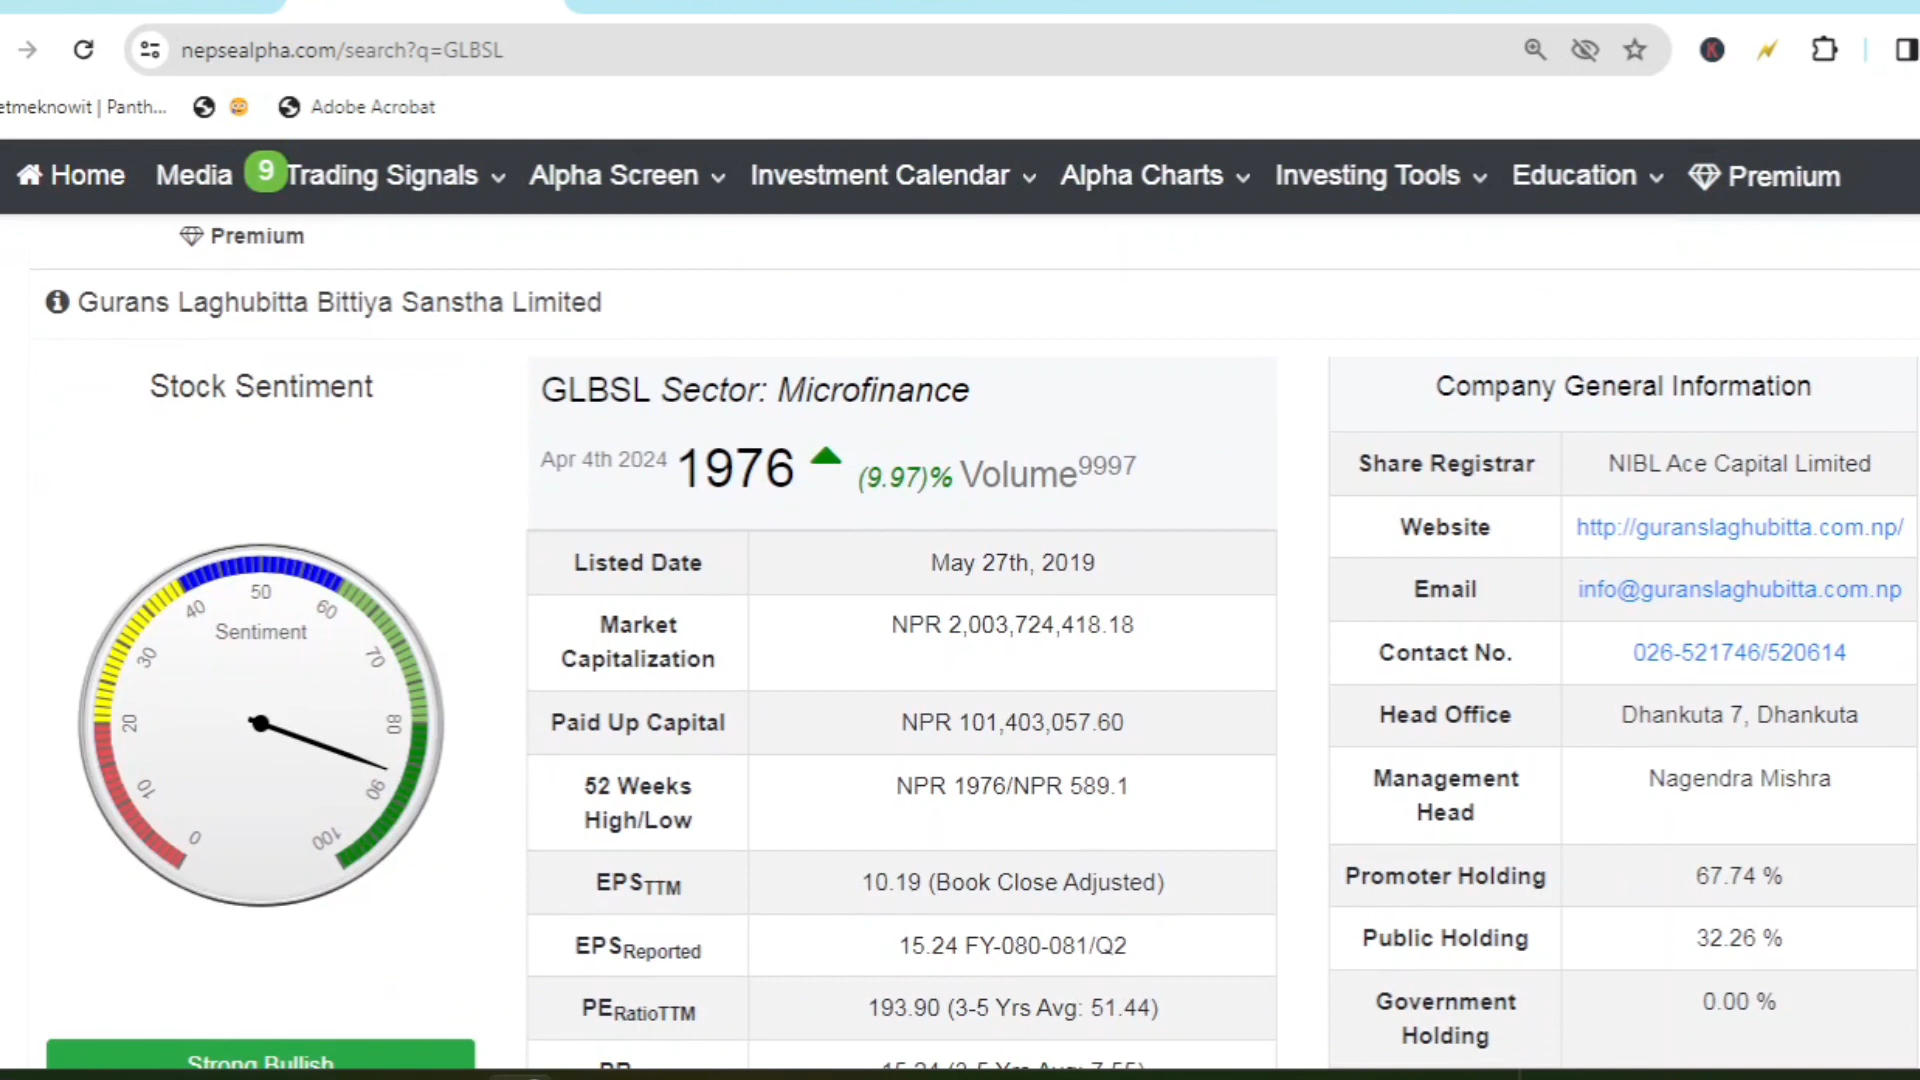 nepsealpha.com/search?q=GLBSL
K
etmeknowit | Panth...
Adobe Acrobat
Home
Media
9
Trading Signals
Alpha Screen
Investment Calendar
Alpha Charts
Investing Tools
Education
Premium
Premium
Gurans Laghubitta Bittiya Sanstha Limited
Stock Sentiment
0
10
20
30
40
50
60
70
80
90
100
Sentiment
Strong Bullish
GLBSL Sector: Microfinance
Apr 4th 2024 1976 (9.97)% Volume 9997
Listed Date
May 27th, 2019
Market
Capitalization
NPR 2,003,724,418.18
Paid Up Capital
NPR 101,403,057.60
52 Weeks
High/Low
NPR 1976/NPR 589.1
EPSTTM
10.19 (Book Close Adjusted)
EPSReported
15.24 FY-080-081/Q2
PERatioTTM
193.90 (3-5 Yrs Avg: 51.44)
Company General Information
Share Registrar
NIBL Ace Capital Limited
Website
http://guranslaghubitta.com.np/
Email
info@guranslaghubitta.com.np
Contact No.
026-521746/520614
Head Office
Dhankuta 7, Dhankuta
Management
Head
Nagendra Mishra
Promoter Holding
67.74 %
Public Holding
32.26 %
Government
Holding
0.00 %